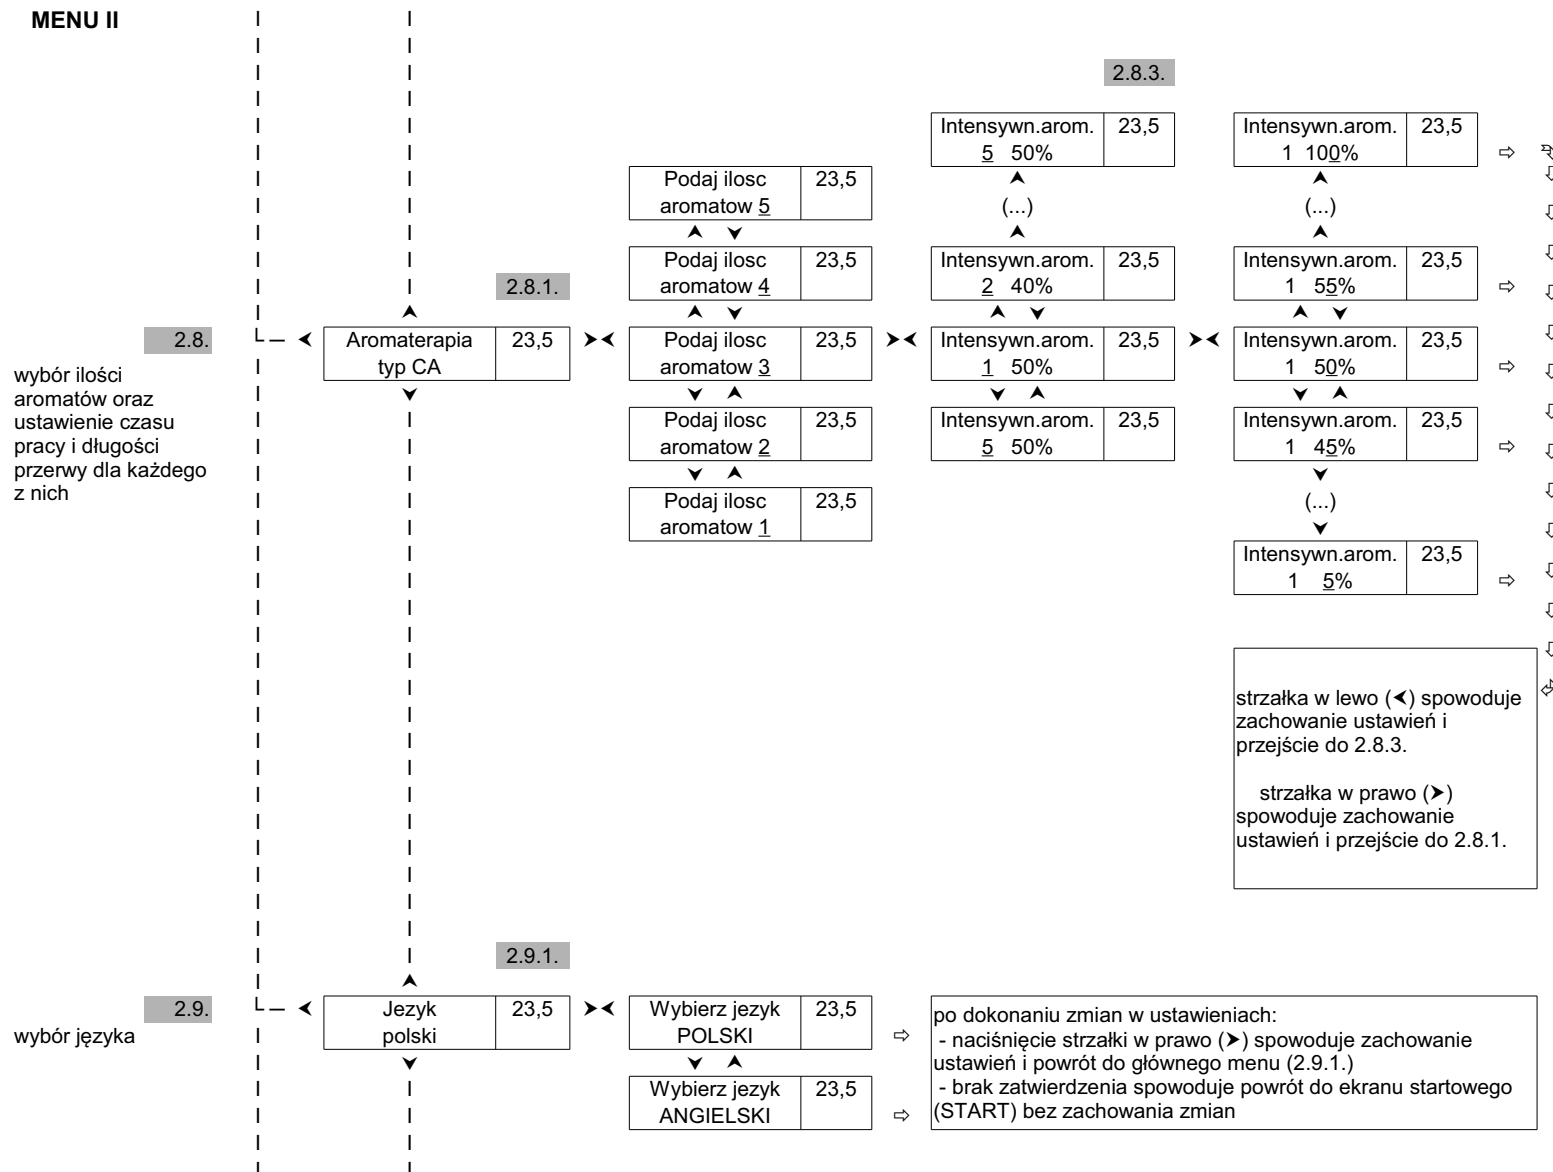 MENU II
2.8.3.
Intensywn.arom. 23,5
5 50%
Intensywn.arom. 23,5
1 100%
Podaj ilosc 23,5
aromatow 5
(...)
(...)
Podaj ilosc 23,5
aromatow 4
Intensywn.arom. 23,5
2 40%
Intensywn.arom. 23,5
1 55%
2.8.1.
2.8.
Aromaterapia 23,5
typ CA
Podaj ilosc 23,5
aromatow 3
Intensywn.arom. 23,5
1 50%
Intensywn.arom. 23,5
1 50%
wybór ilości
aromatów oraz
ustawienie czasu
pracy i długości
przerwy dla każdego
z nich
Podaj ilosc 23,5
aromatow 2
Intensywn.arom. 23,5
5 50%
Intensywn.arom. 23,5
1 45%
Podaj ilosc 23,5
aromatow 1
(...)
Intensywn.arom. 23,5
1 5%
strzałka w lewo (⮜) spowoduje
zachowanie ustawień i
przejście do 2.8.3.
strzałka w prawo (⮞)
spowoduje zachowanie
ustawień i przejście do 2.8.1.
2.9.1.
2.9.
wybór języka
Jezyk 23,5
polski
Wybierz jezyk 23,5
POLSKI
Wybierz jezyk 23,5
ANGIELSKI
po dokonaniu zmian w ustawieniach:
- naciśnięcie strzałki w prawo (⮞) spowoduje zachowanie
ustawień i powrót do głównego menu (2.9.1.)
- brak zatwierdzenia spowoduje powrót do ekranu startowego
(START) bez zachowania zmian